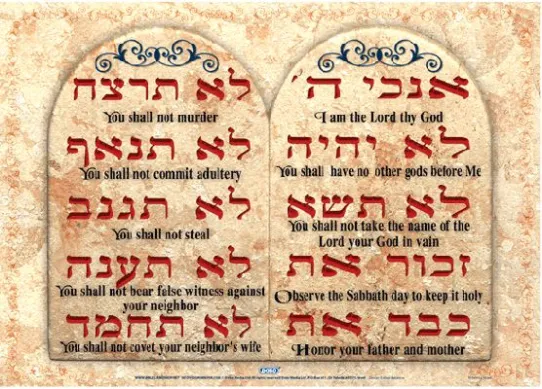 אנכי ה׳
I am the Lord thy God
לא יהיה
You shall have no other gods before Me
לא תשא
You shall not take the name of the
Lord your God in vain
זכור את
Observe the Sabbath day to keep it holy
כבד את
Honor your father and mother
לא תרצח
You shall not murder
לא תנאף
You shall not commit adultery
לא תגנב
You shall not steal
לא תענה
You shall not bear false witness against
your neighbor
לא תחמד
You shall not covet your neighbor's wife